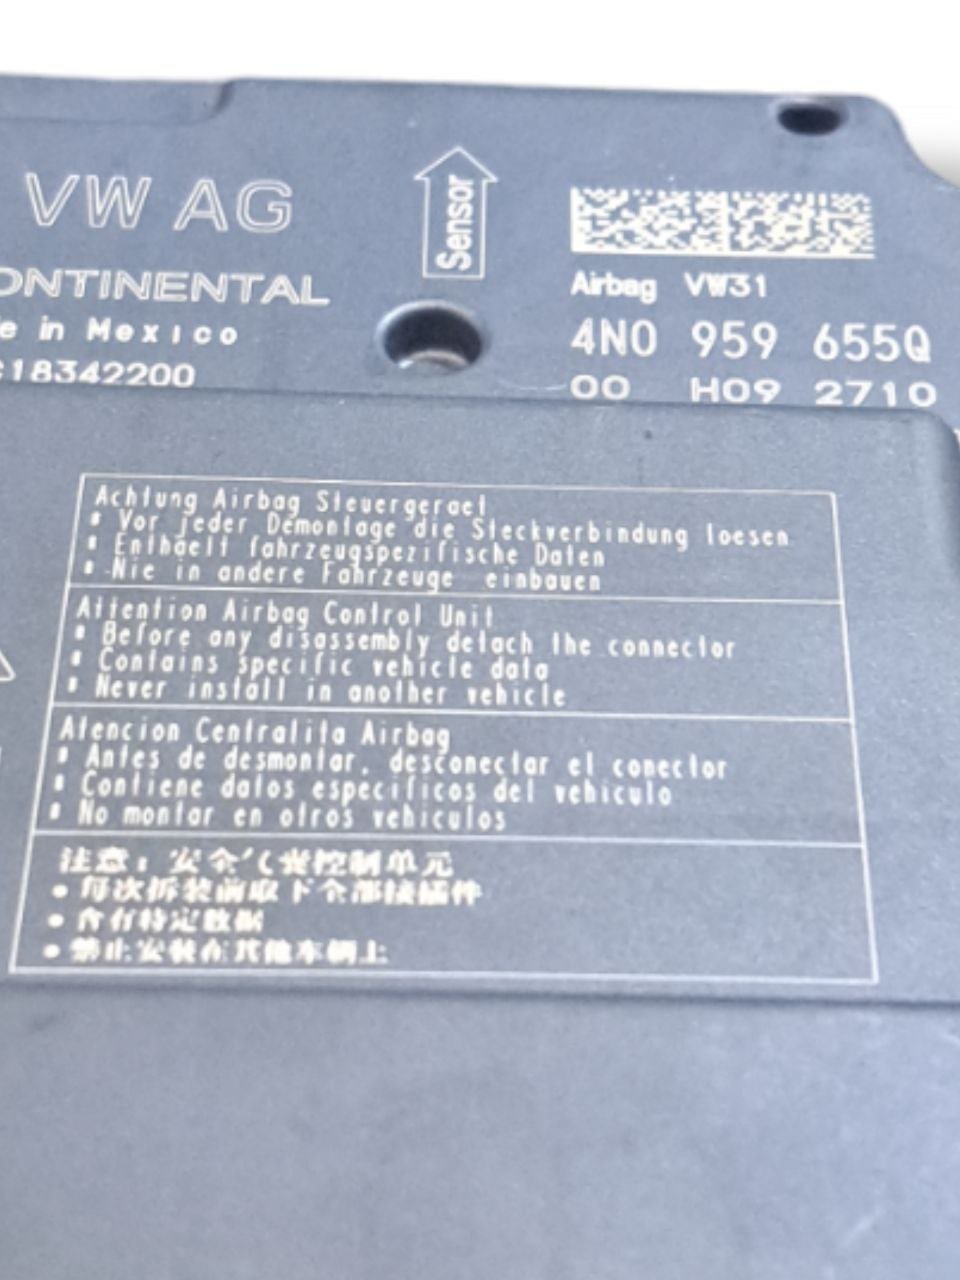 VW AG
Sensor
ONTINENTAL
e in Mexico
18342200
Airbag VW31
4N0 959 655Q
00 H09 2710
Achtung Airbag Steuergeraet
Vor jeder Demontage die Steckverbindung loesen
Enthaelt fahrzeugspezifische Daten
Nie in andere Fahrzeuge einbauen
Attention Airbag Control Unit
Before any disassembly detach the connector
Contains specific vehicle data
Never install in another vehicle
Atencion Centralita Airbag
Antes de desmontar, desconectar el conector
Contiene datos especificos del vehiculo
No montar en otros vehiculos
注意：安全气囊控制单元
• 每次拆装前取下全部接插件
• 含有特定数据
• 禁止安装在其他车辆上